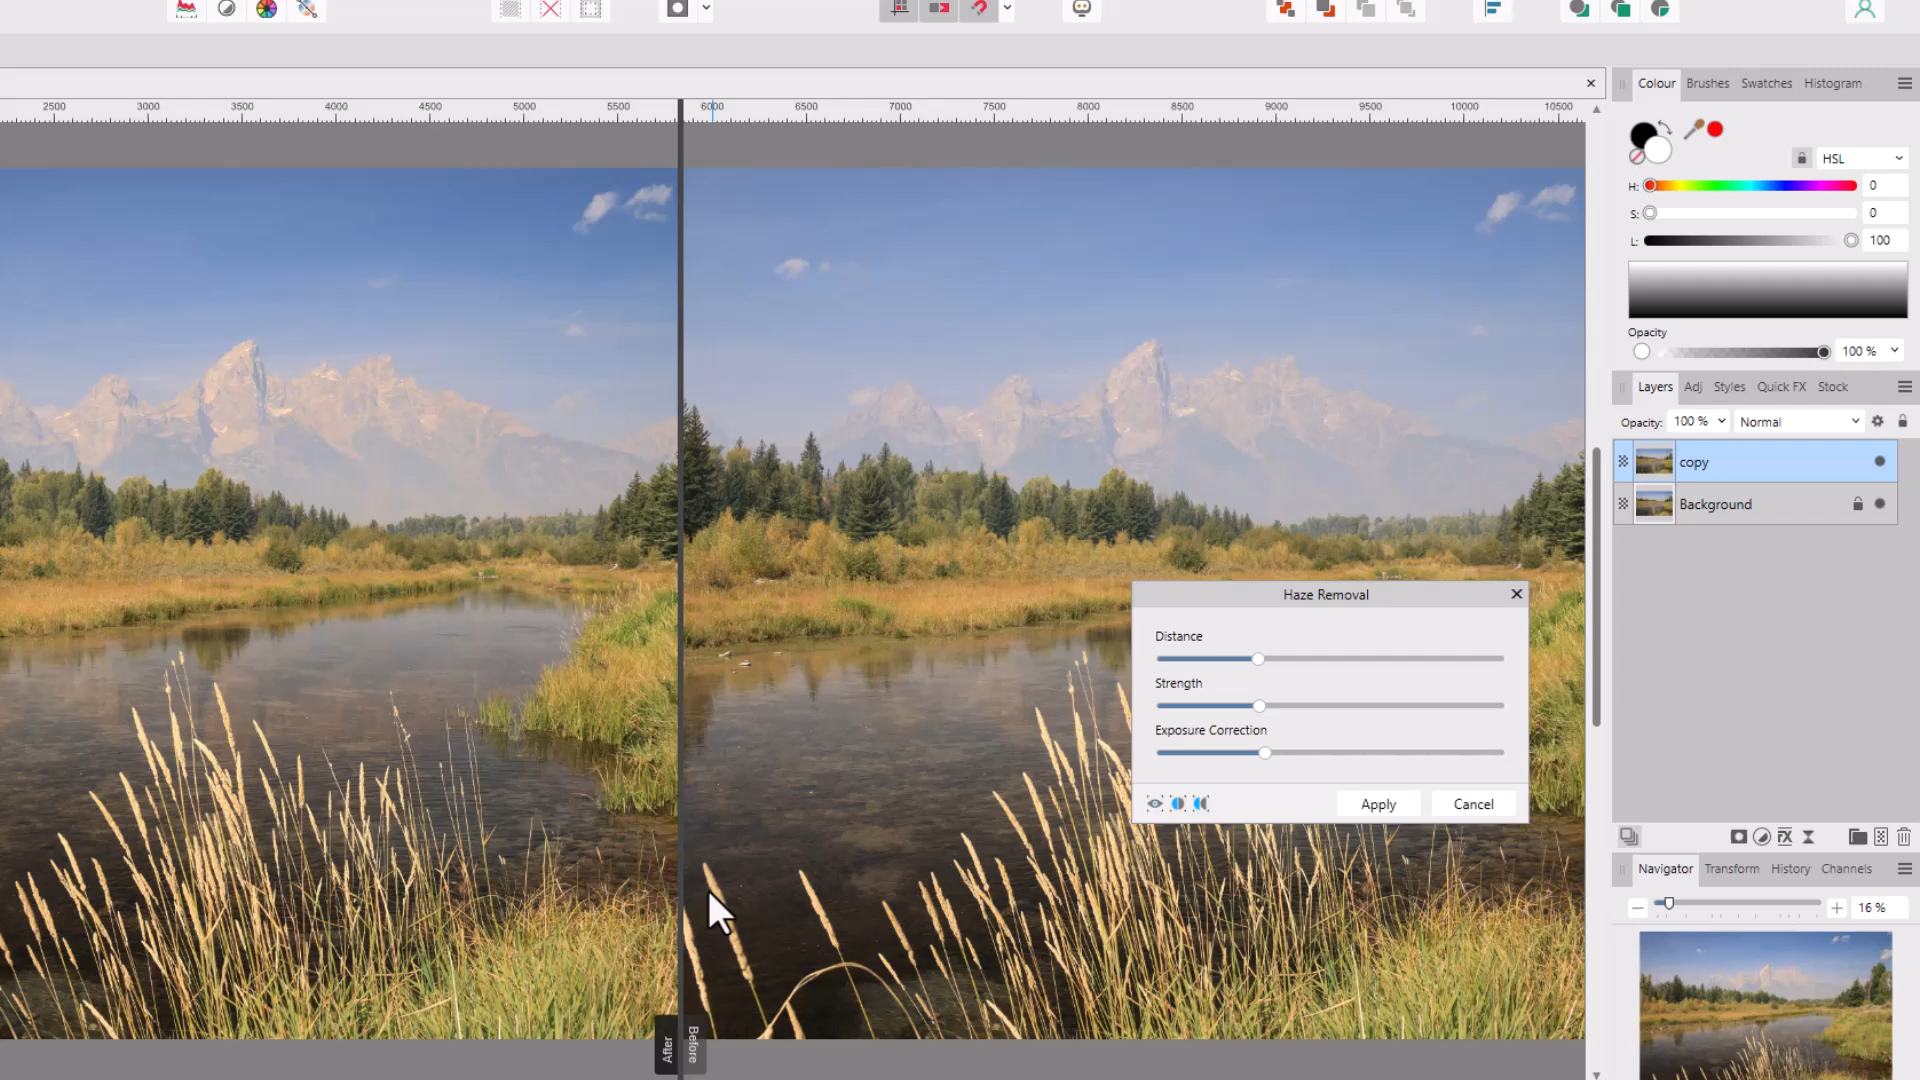 2500 3000 3500 4000 4500 5000 5500 6000 6500 7000 7500 8000 8500 9000 9500 10000 10500
Colour Brushes Swatches Histogram
HSL
H: 0
S: 0
L: 100
Opacity
100 %
Layers Adj Styles Quick FX Stock
Opacity: 100 % Normal
copy
Background
Haze Removal
Distance
Strength
Exposure Correction
Apply Cancel
FX
Navigator Transform History Channels
16 %
After
Before